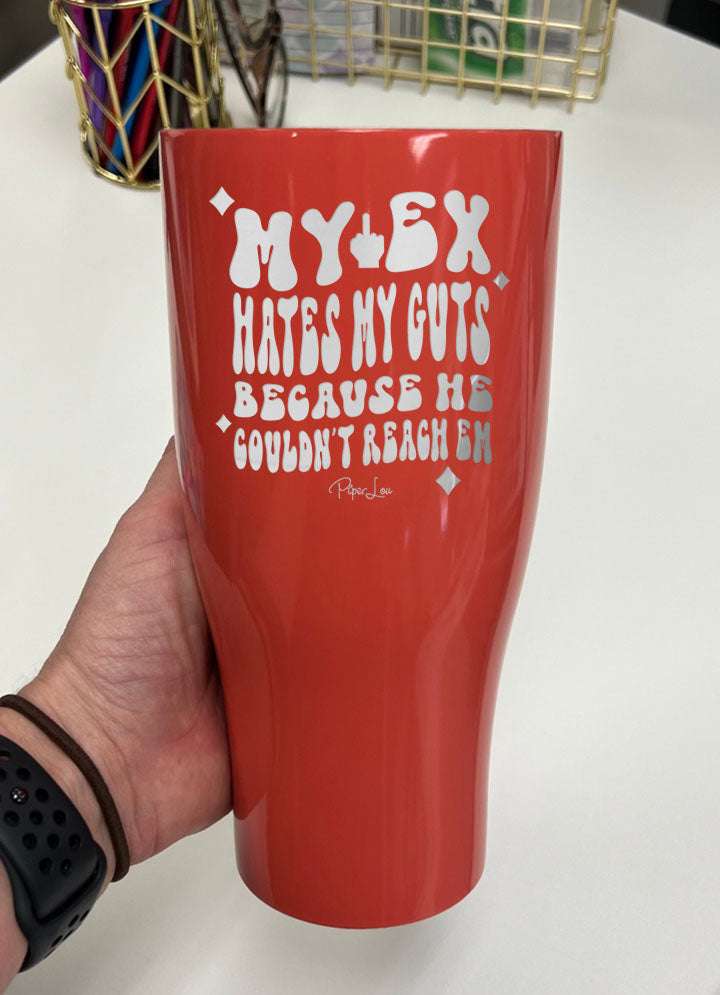 MY EX
HATES MY GUTS
BECAUSE HE
COULDN'T REACH EM
Piper Lou